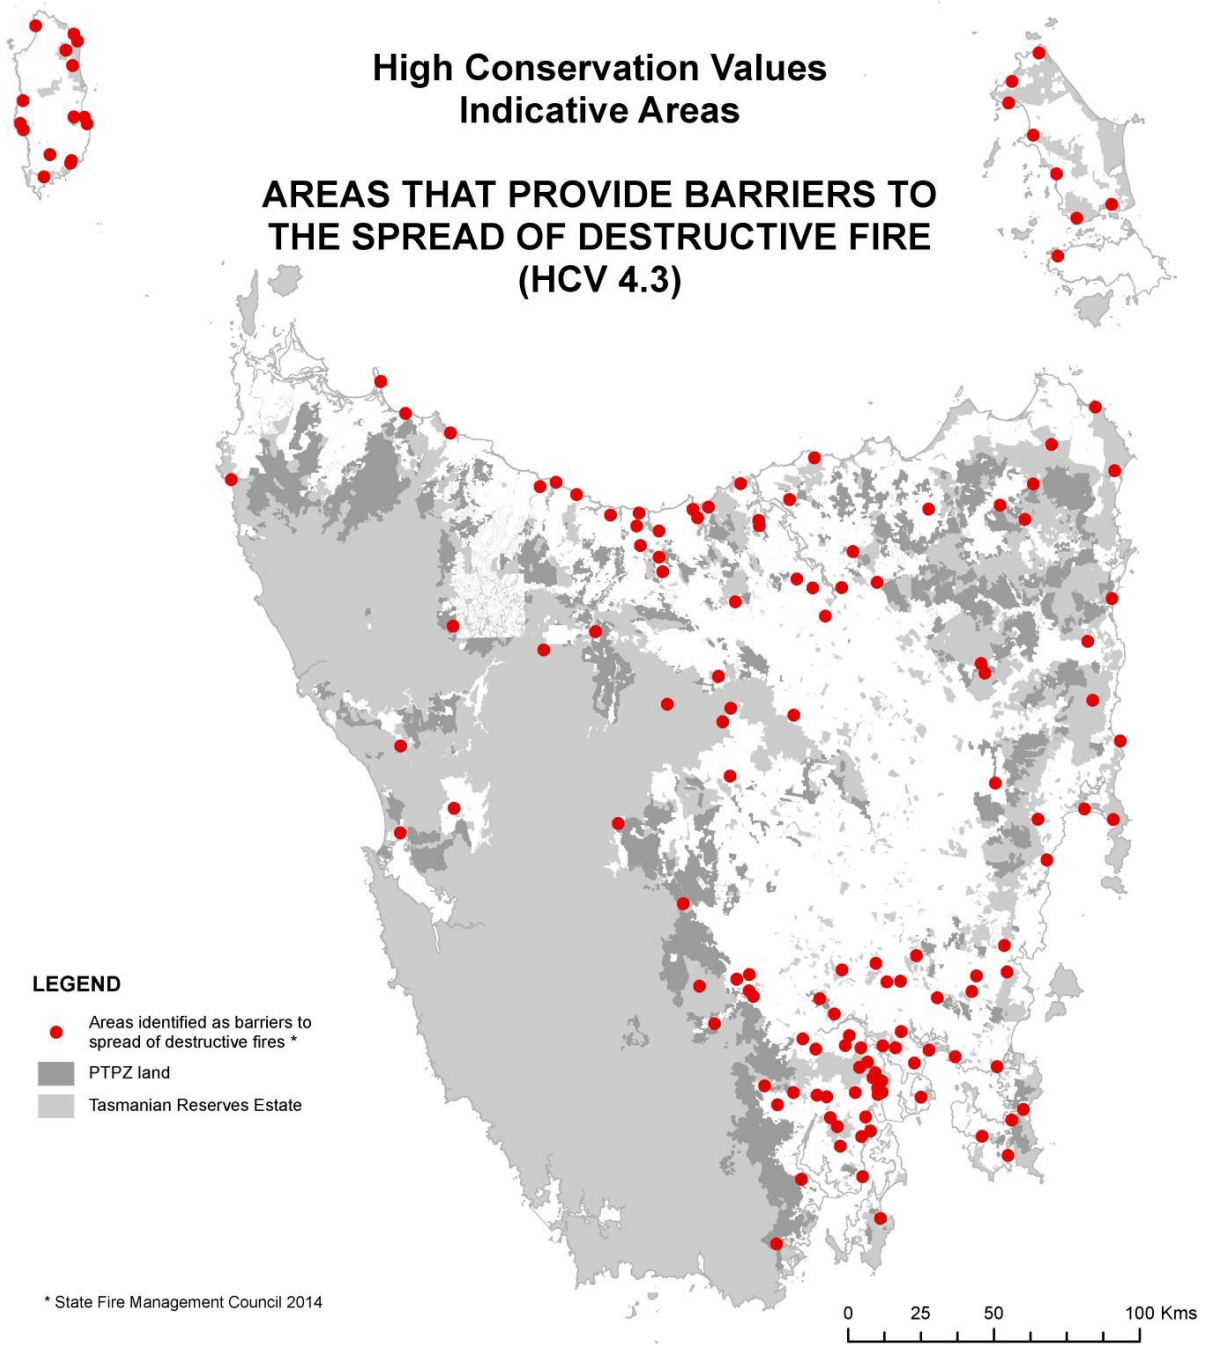 High Conservation Values
Indicative Areas
AREAS THAT PROVIDE BARRIERS TO
THE SPREAD OF DESTRUCTIVE FIRE
(HCV 4.3)
LEGEND
Areas identified as barriers to
spread of destructive fires *
PTPZ land
Tasmanian Reserves Estate
* State Fire Management Council 2014
0 25 50 100 Kms